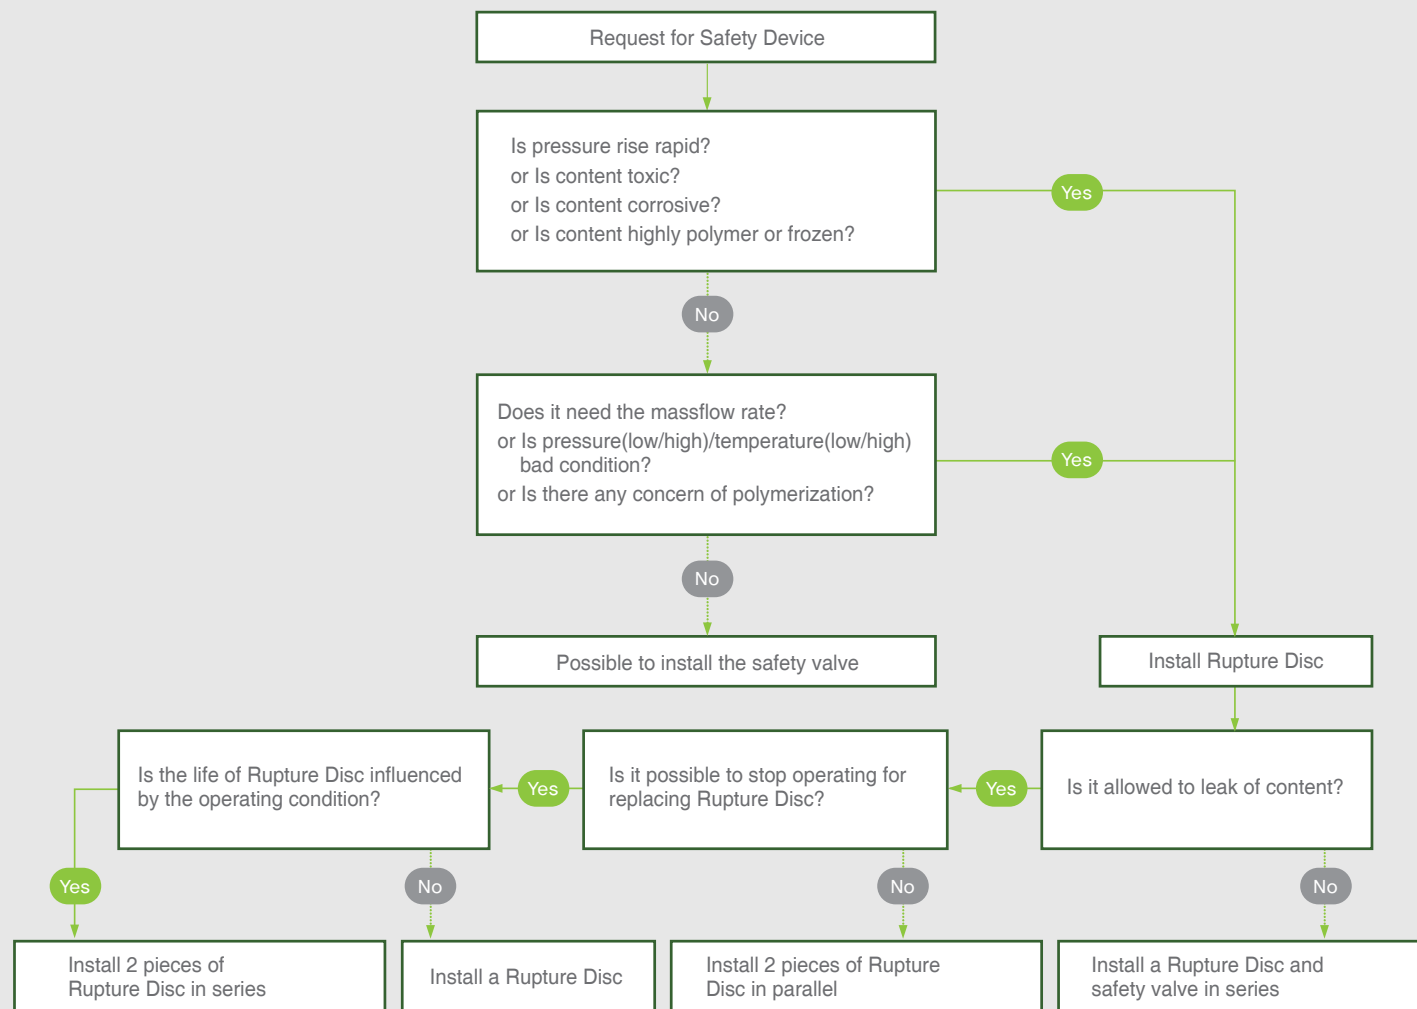 Request for Safety Device
Is pressure rise rapid?
or Is content toxic?
or Is content corrosive?
or Is content highly polymer or frozen?
Yes
No
Does it need the massflow rate?
or Is pressure(low/high)/temperature(low/high)
bad condition?
or Is there any concern of polymerization?
Yes
No
Possible to install the safety valve
Install Rupture Disc
Is the life of Rupture Disc influenced
by the operating condition?
Yes
Is it possible to stop operating for
replacing Rupture Disc?
Yes
Is it allowed to leak of content?
Yes
No
No
No
Install 2 pieces of
Rupture Disc in series
Install a Rupture Disc
Install 2 pieces of Rupture
Disc in parallel
Install a Rupture Disc and
safety valve in series